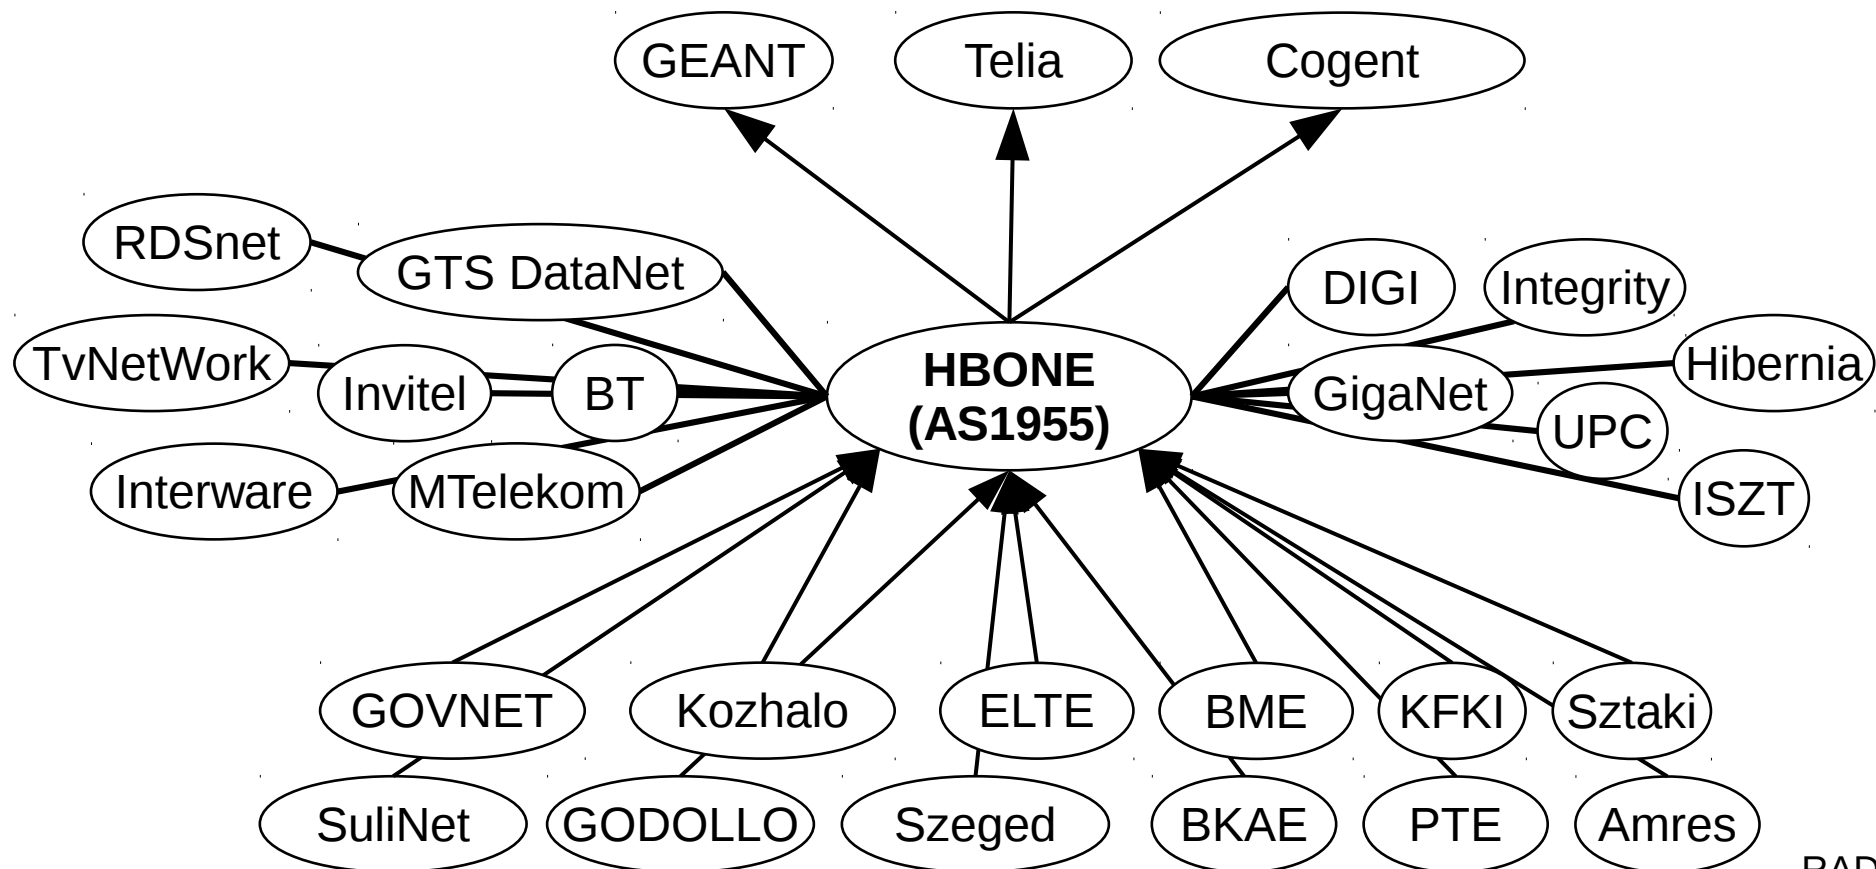 GEANT
Telia
Cogent
RDSnet
GTS DataNet
DIGI
Integrity
TvNetWork
Invitel
BT
HBONE
(AS1955)
GigaNet
Hibernia
UPC
Interware
MTelekom
ISZT
GOVNET
Kozhalo
ELTE
BME
KFKI
Sztaki
SuliNet
GODOLLO
Szeged
BKAE
PTE
Amres